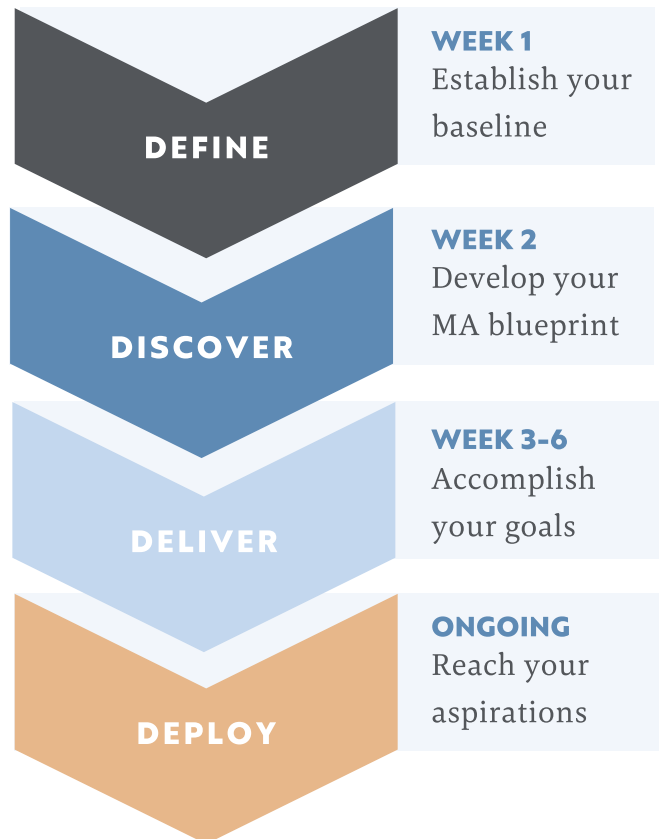 DEFINE
WEEK 1
Establish your
baseline
DISCOVER
WEEK 2
Develop your
MA blueprint
DELIVER
WEEK 3-6
Accomplish
your goals
DEPLOY
ONGOING
Reach your
aspirations